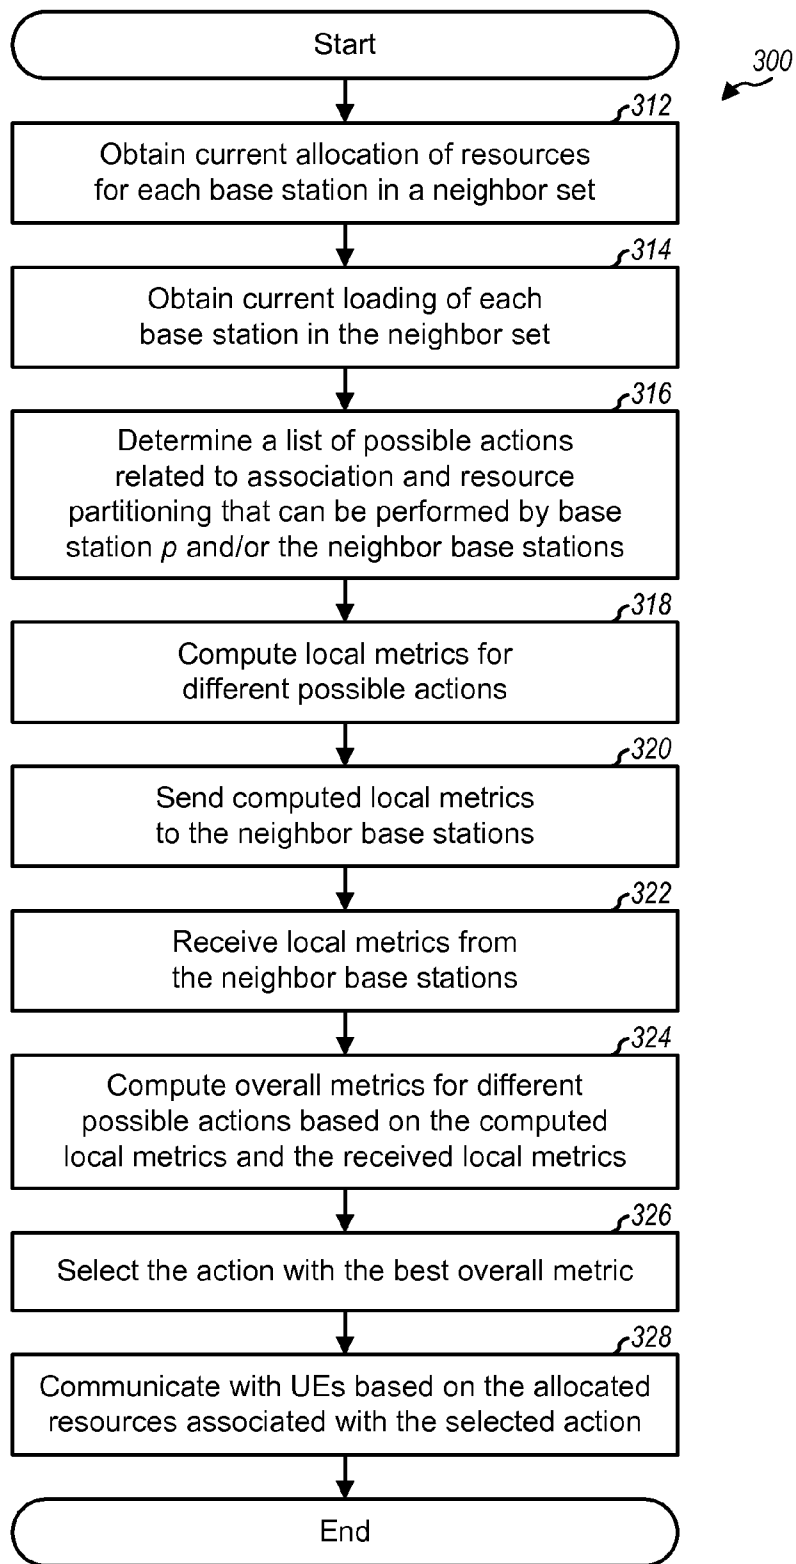 Start
300
312
Obtain current allocation of resources
for each base station in a neighbor set
314
Obtain current loading of each
base station in the neighbor set
316
Determine a list of possible actions
related to association and resource
partitioning that can be performed by base
station p and/or the neighbor base stations
318
Compute local metrics for
different possible actions
320
Send computed local metrics
to the neighbor base stations
322
Receive local metrics from
the neighbor base stations
324
Compute overall metrics for different
possible actions based on the computed
local metrics and the received local metrics
326
Select the action with the best overall metric
328
Communicate with UEs based on the allocated
resources associated with the selected action
End